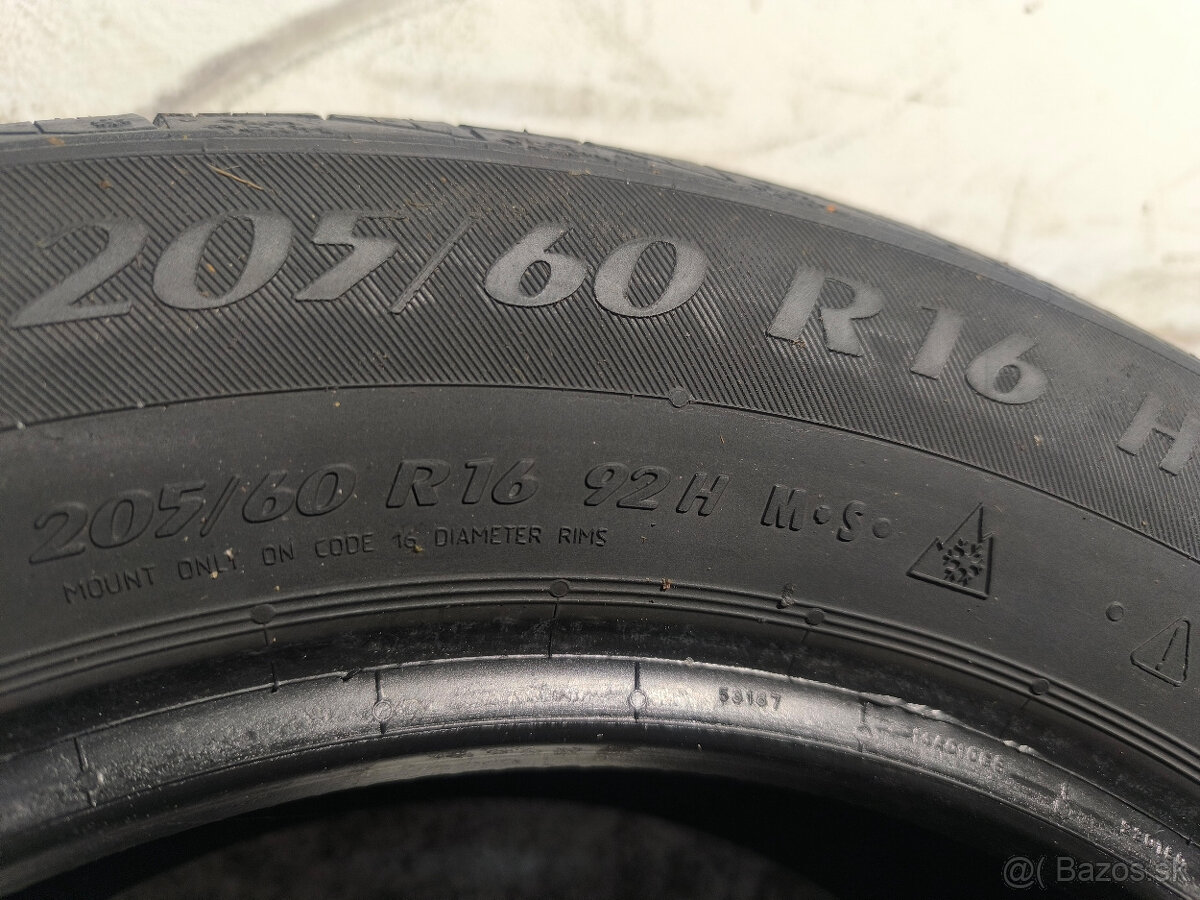 205/60 R16 H
205/60 R16 92H M·S·
MOUNT ONLY ON CODE 16 DIAMETER RIMS
53187
@( Bazos.sk